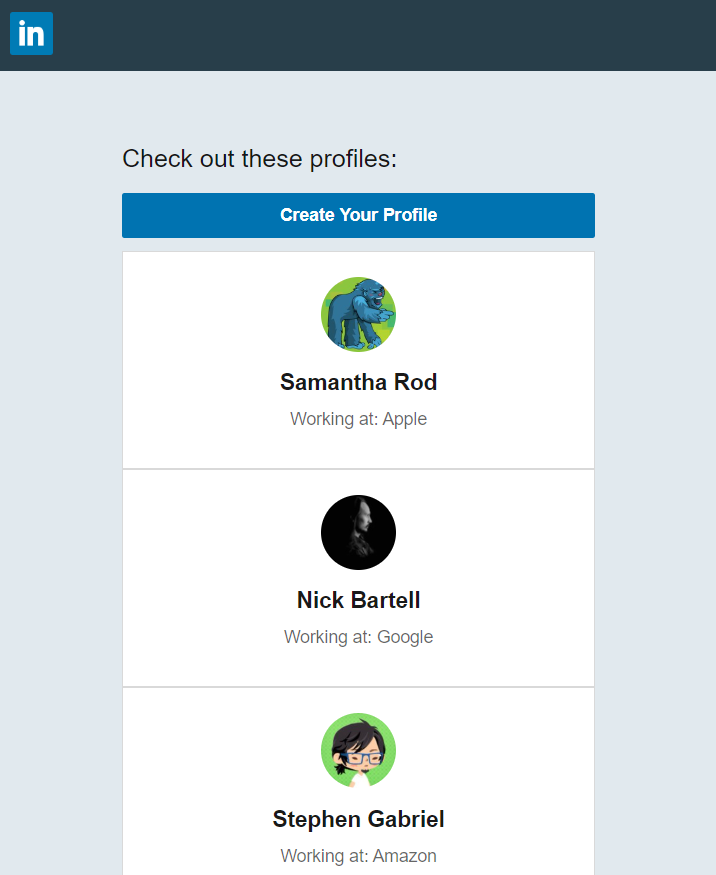 in
Check out these profiles:
Create Your Profile
Samantha Rod
Working at: Apple
Nick Bartell
Working at: Google
Stephen Gabriel
Working at: Amazon